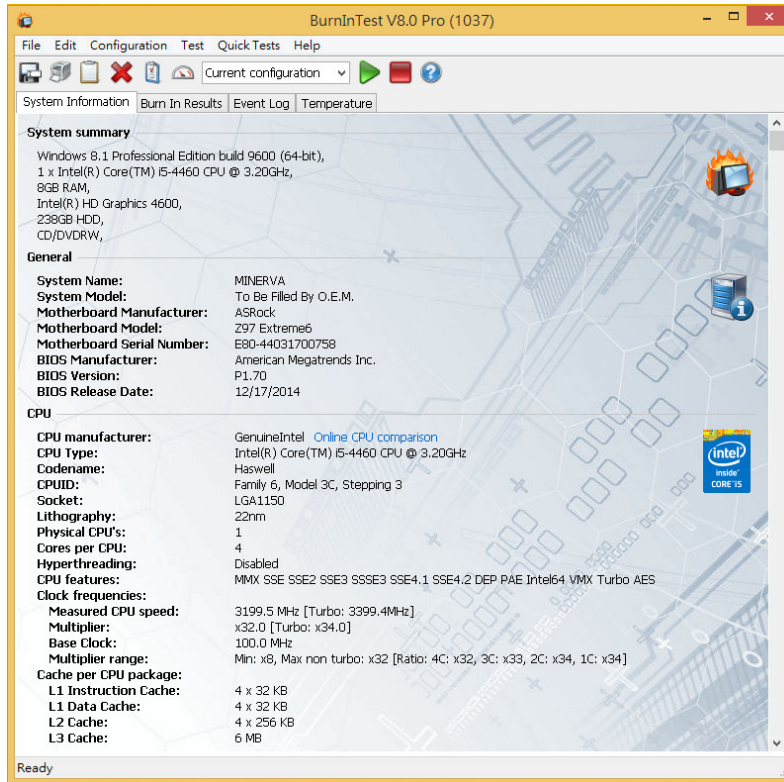 BurnInTest V8.0 Pro (1037)
File Edit Configuration Test Quick Tests Help
Current configuration
System Information Burn In Results Event Log Temperature
System summary
Windows 8.1 Professional Edition build 9600 (64-bit),
1 x Intel(R) Core(TM) i5-4460 CPU @ 3.20GHz,
8GB RAM,
Intel(R) HD Graphics 4600,
238GB HDD,
CD/DVDRW,
General
System Name: MINERVA
System Model: To Be Filled By O.E.M.
Motherboard Manufacturer: ASRock
Motherboard Model: Z97 Extreme6
Motherboard Serial Number: E80-44031700758
BIOS Manufacturer: American Megatrends Inc.
BIOS Version: P1.70
BIOS Release Date: 12/17/2014
CPU
CPU manufacturer: GenuineIntel Online CPU comparison
CPU Type: Intel(R) Core(TM) i5-4460 CPU @ 3.20GHz
Codename: Haswell
(intel)
inside™
CORE™i5
CPUID: Family 6, Model 3C, Stepping 3
Socket: LGA1150
Lithography: 22nm
Physical CPU's: 1
Cores per CPU: 4
Hyperthreading: Disabled
CPU features: MMX SSE SSE2 SSE3 SSSE3 SSE4.1 SSE4.2 DEP PAE Intel64 VMX Turbo AES
Clock frequencies:
Measured CPU speed: 3199.5 MHz [Turbo: 3399.4MHz]
Multiplier: x32.0 [Turbo: x34.0]
Base Clock: 100.0 MHz
Multiplier range: Min: x8, Max non turbo: x32 [Ratio: 4C: x32, 3C: x33, 2C: x34, 1C: x34]
Cache per CPU package:
L1 Instruction Cache: 4 x 32 KB
L1 Data Cache: 4 x 32 KB
L2 Cache: 4 x 256 KB
L3 Cache: 6 MB
Ready